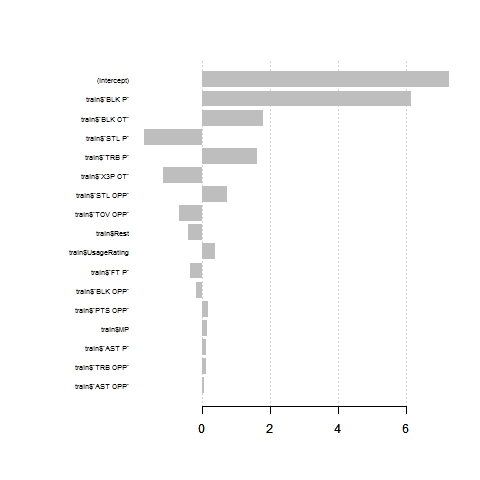 (Intercept)
train$`BLK P`
train$`BLK OT`
train$`STL P`
train$`TRB P`
train$`X3P OT`
train$`STL OPP`
train$`TOV OPP`
train$Rest
train$UsageRating
train$`FT P`
train$`BLK OPP`
train$`PTS OPP`
train$MP
train$`AST P`
train$`TRB OPP`
train$`AST OPP`
0 2 4 6